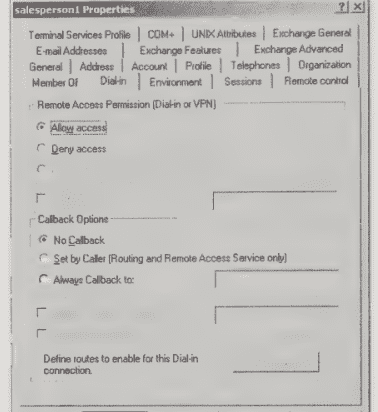 salesperson1 Properties
Terminal Services Profile COM+ UNIX Attributes Exchange General
E-mail Addresses Exchange Features Exchange Advanced
General Address Account Profile Telephones Organization
Member Of Dial-in Environment Sessions Remote control
Remote Access Permission (Dial-in or VPN)
Allow access
Deny access
Callback Options
No Callback
Set by Caller (Routing and Remote Access Service only)
Always Callback to:
Define routes to enable for this Dial-in
connection.